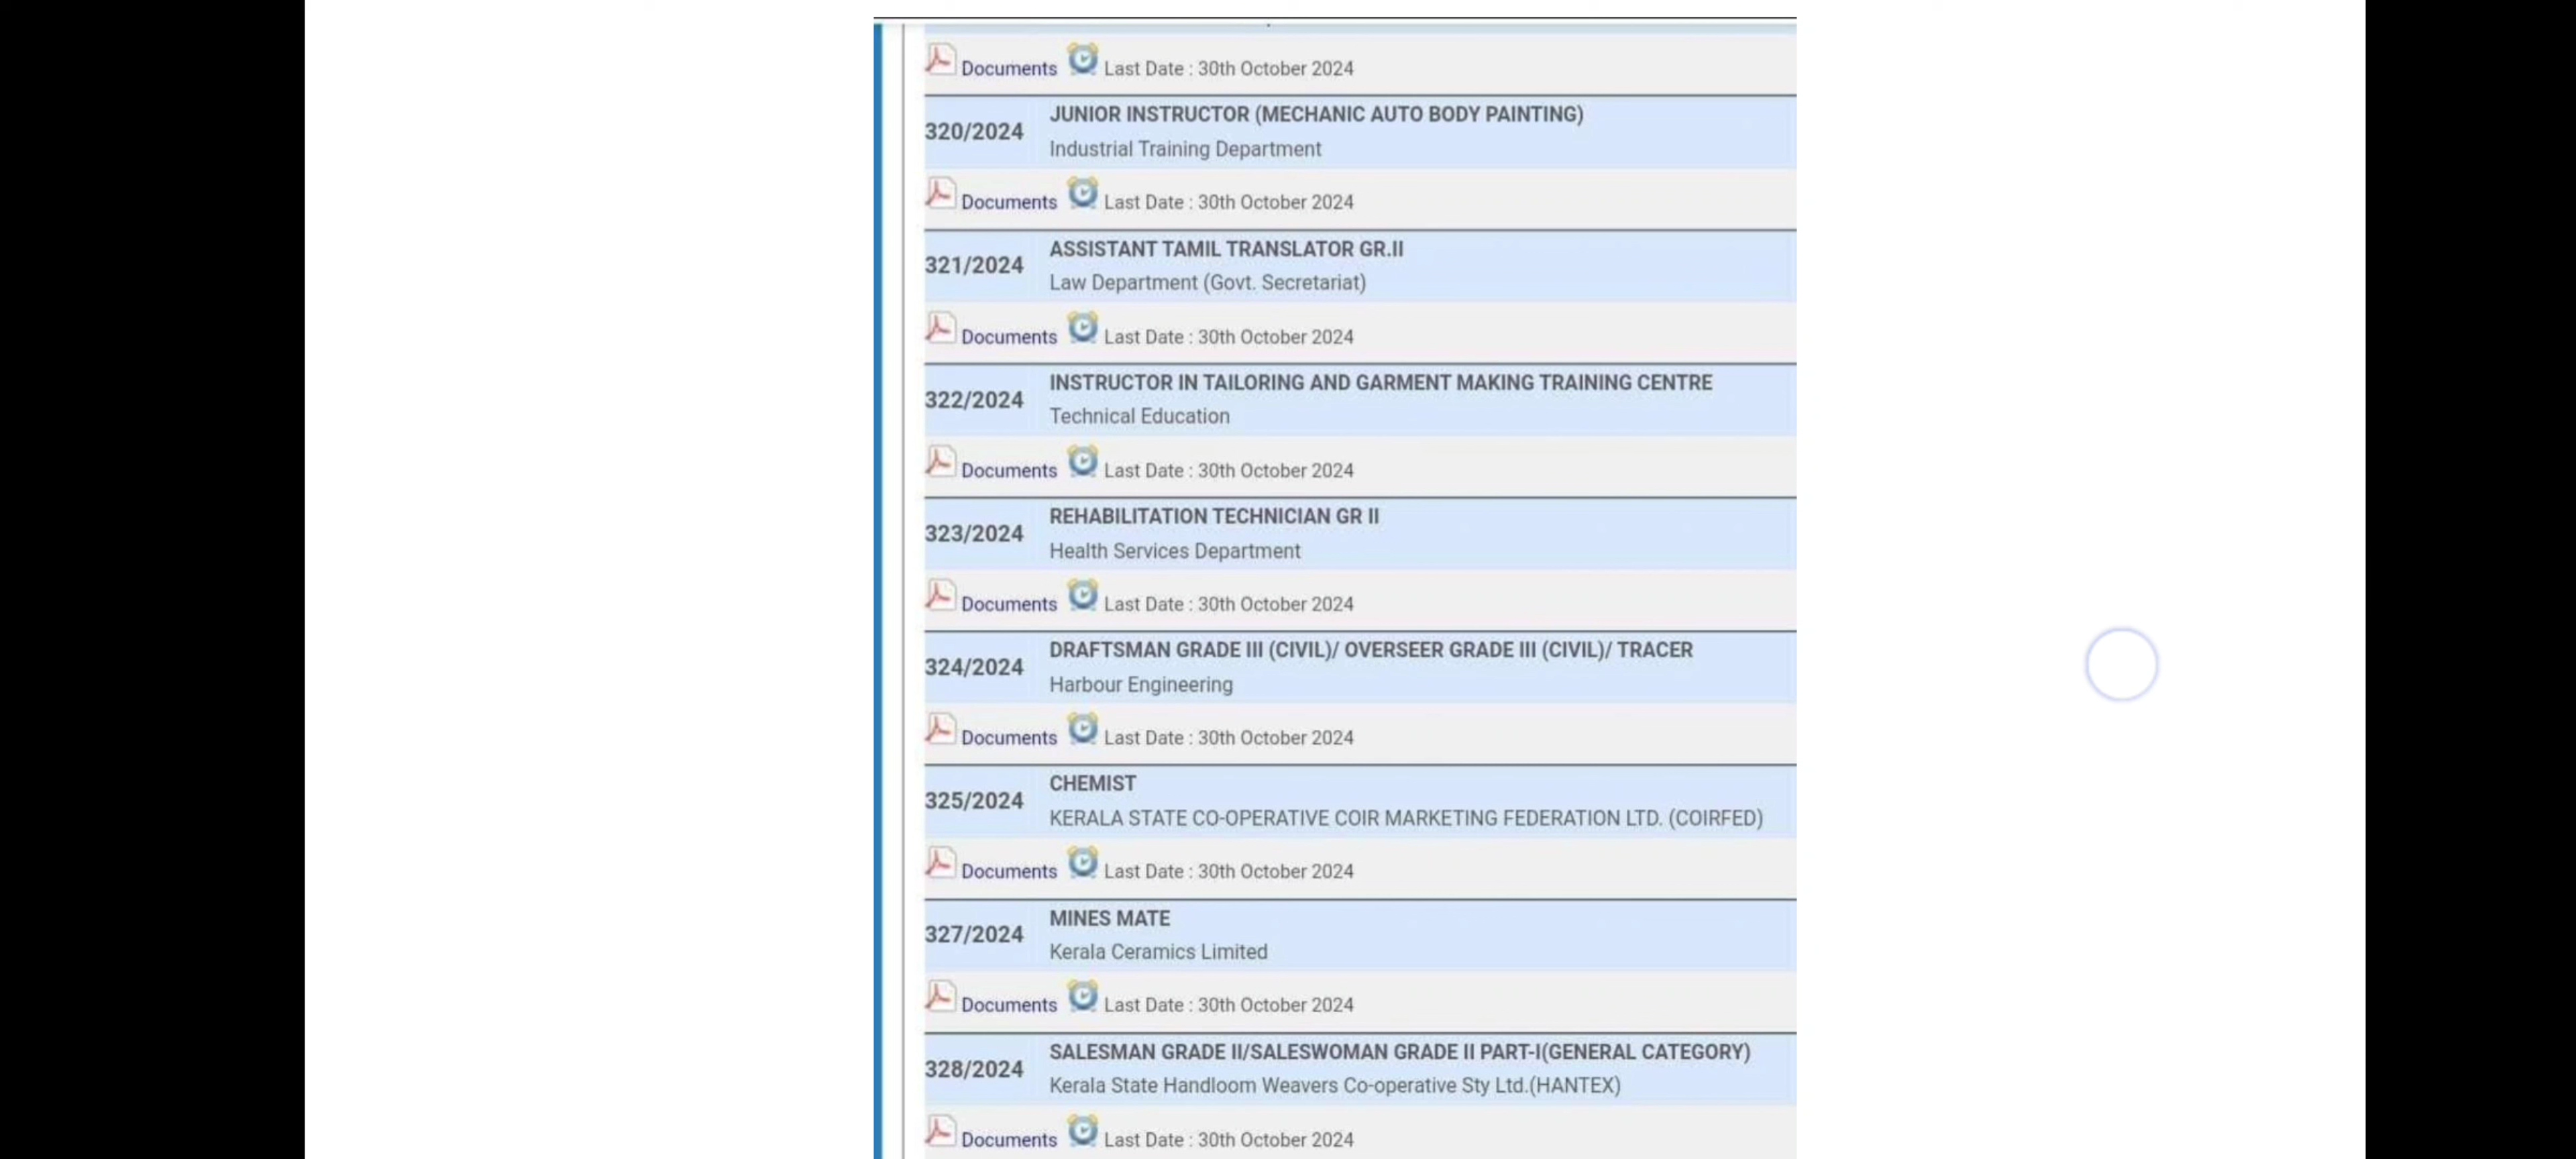 Documents Last Date : 30th October 2024
320/2024 JUNIOR INSTRUCTOR (MECHANIC AUTO BODY PAINTING)
Industrial Training Department
Documents Last Date : 30th October 2024
321/2024 ASSISTANT TAMIL TRANSLATOR GR.II
Law Department (Govt. Secretariat)
Documents Last Date : 30th October 2024
322/2024 INSTRUCTOR IN TAILORING AND GARMENT MAKING TRAINING CENTRE
Technical Education
Documents Last Date : 30th October 2024
323/2024 REHABILITATION TECHNICIAN GR II
Health Services Department
Documents Last Date : 30th October 2024
324/2024 DRAFTSMAN GRADE III (CIVIL)/ OVERSEER GRADE III (CIVIL)/ TRACER
Harbour Engineering
Documents Last Date : 30th October 2024
325/2024 CHEMIST
KERALA STATE CO-OPERATIVE COIR MARKETING FEDERATION LTD. (COIRFED)
Documents Last Date : 30th October 2024
327/2024 MINES MATE
Kerala Ceramics Limited
Documents Last Date : 30th October 2024
328/2024 SALESMAN GRADE II/SALESWOMAN GRADE II PART-I(GENERAL CATEGORY)
Kerala State Handloom Weavers Co-operative Sty Ltd.(HANTEX)
Documents Last Date : 30th October 2024